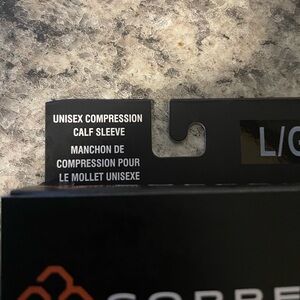 UNISEX COMPRESSION
CALF SLEEVE
MANCHON DE
COMPRESSION POUR
LE MOLLET UNISEXE
L/G